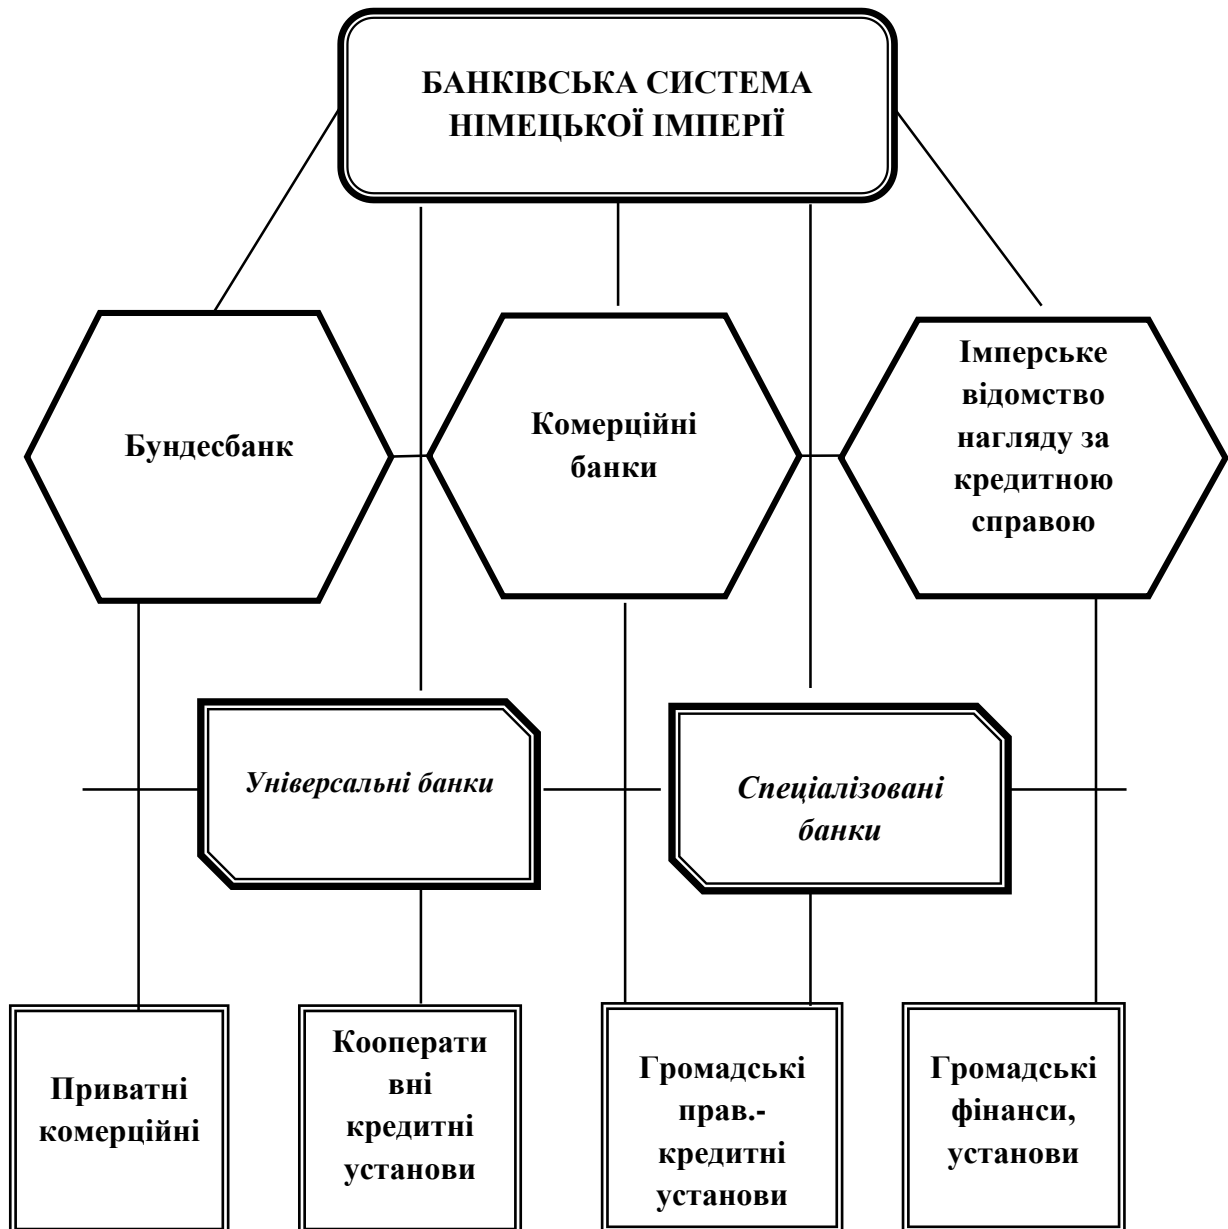 БАНКІВСЬКА СИСТЕМА
НІМЕЦЬКОЇ ІМПЕРІЇ
Бундесбанк
Комерційні
банки
Імперське
відомство
нагляду за
кредитною
справою
Універсальні банки
Спеціалізовані
банки
Приватні
комерційні
Кооперати
вні
кредитні
установи
Громадські
прав.-
кредитні
установи
Громадські
фінанси,
установи